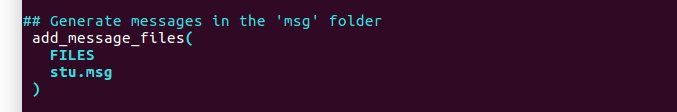 ## Generate messages in the 'msg' folder
add_message_files(
FILES
stu.msg
)